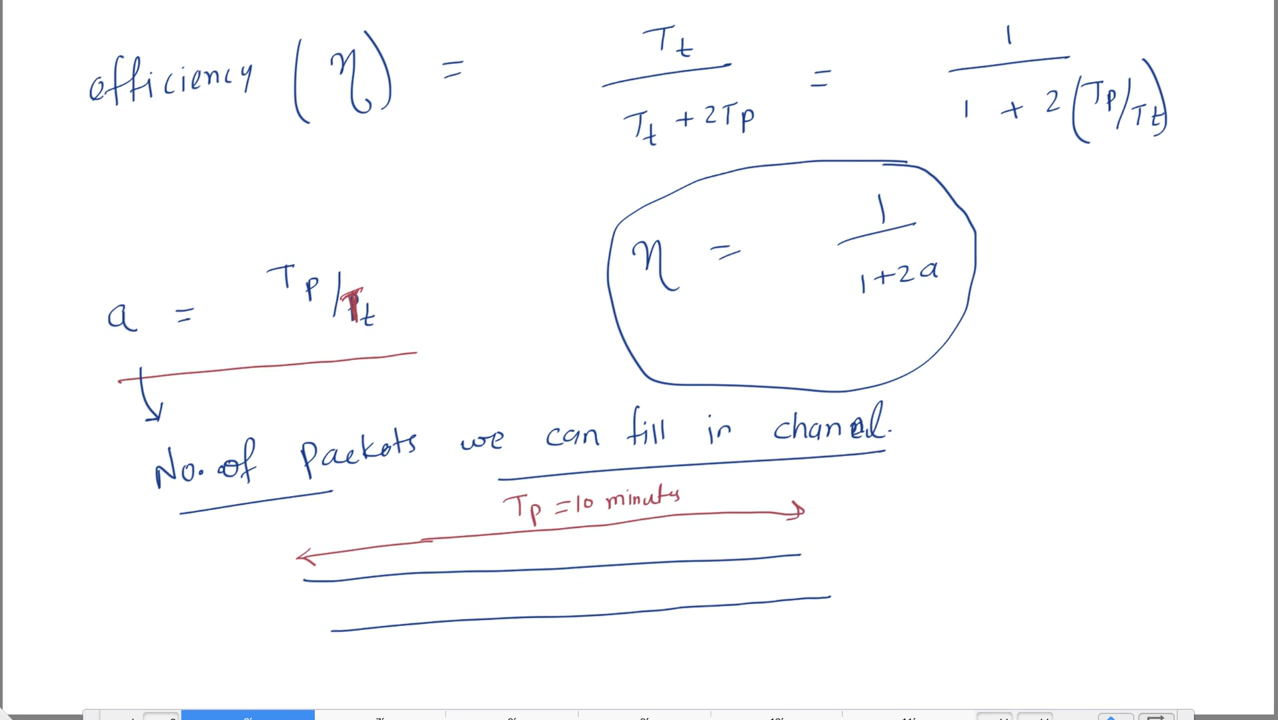 efficiency (η) = Tt / Tt + 2Tp = 1 / 1 + 2(Tp/Tt)
η = 1 / 1+2a
a = Tp/Tt
No. of Packets we can fill in chanel.
Tp = 10 minutes